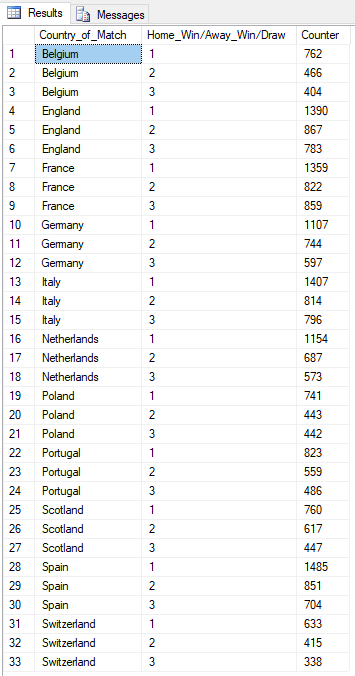 Results Messages
Country_of_Match Home_Win/Away_Win/Draw Counter
1 Belgium 1 762
2 Belgium 2 466
3 Belgium 3 404
4 England 1 1390
5 England 2 867
6 England 3 783
7 France 1 1359
8 France 2 822
9 France 3 859
10 Germany 1 1107
11 Germany 2 744
12 Germany 3 597
13 Italy 1 1407
14 Italy 2 814
15 Italy 3 796
16 Netherlands 1 1154
17 Netherlands 2 687
18 Netherlands 3 573
19 Poland 1 741
20 Poland 2 443
21 Poland 3 442
22 Portugal 1 823
23 Portugal 2 559
24 Portugal 3 486
25 Scotland 1 760
26 Scotland 2 617
27 Scotland 3 447
28 Spain 1 1485
29 Spain 2 851
30 Spain 3 704
31 Switzerland 1 633
32 Switzerland 2 415
33 Switzerland 3 338